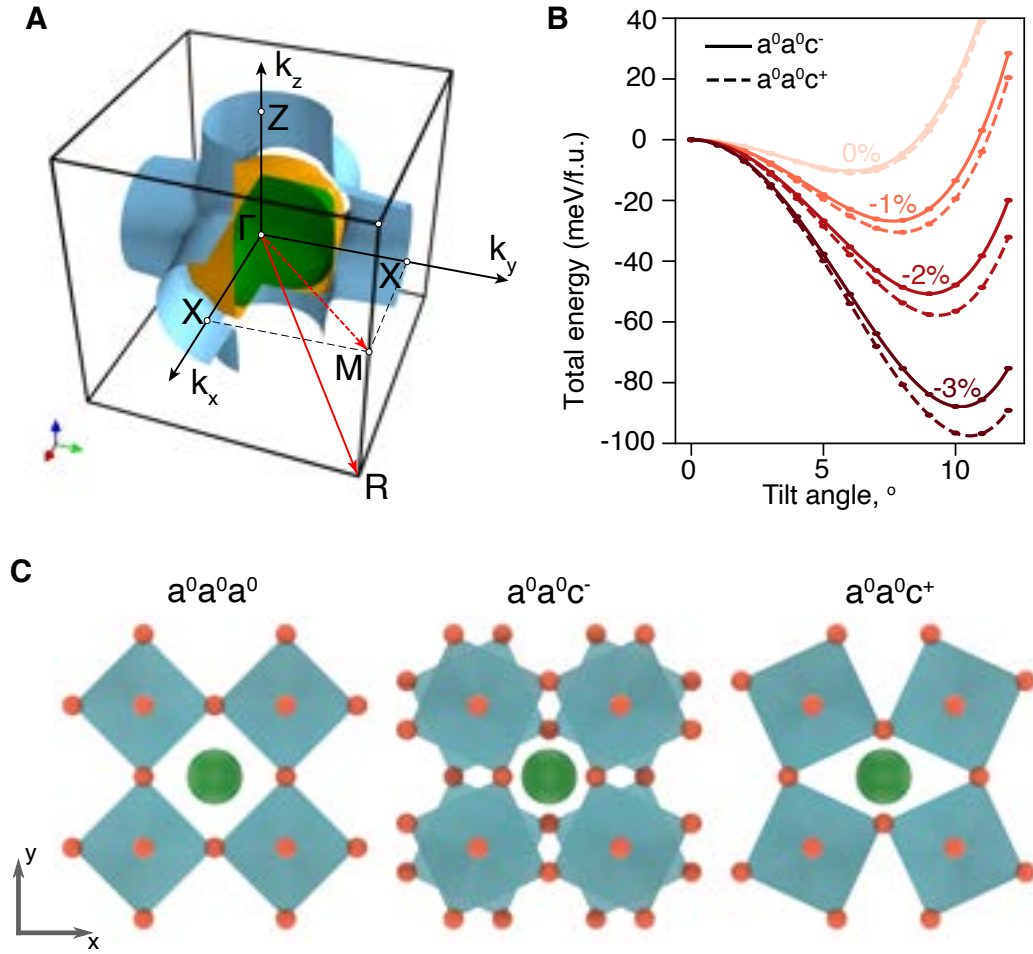 A
k_z
Z
Γ
k_y
X
X
M
k_x
R
B
a⁰a⁰c⁻
a⁰a⁰c⁺
Total energy (meV/f.u.)
40
20
0
-20
-40
-60
-80
-100
0%
-1%
-2%
-3%
0
5
10
Tilt angle, °
C
a⁰a⁰a⁰
a⁰a⁰c⁻
a⁰a⁰c⁺
y
x